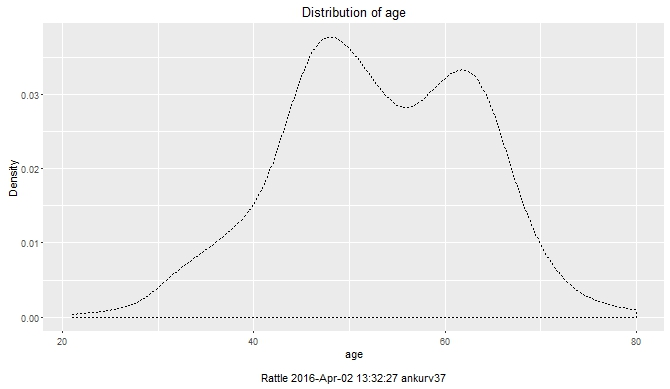 Distribution of age
0.03
0.02
0.01
0.00
Density
20 40 60 80
age
Rattle 2016-Apr-02 13:32:27 ankurv37